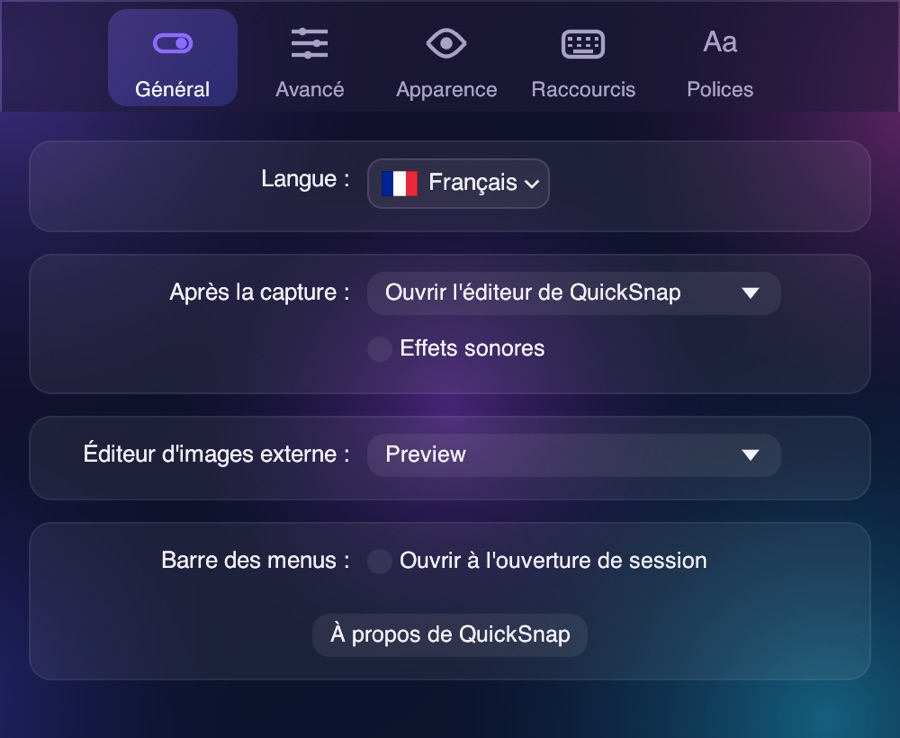 Général
Avancé
Apparence
Raccourcis
Aa
Polices
Langue :
Français
Après la capture :
Ouvrir l'éditeur de QuickSnap
Effets sonores
Éditeur d'images externe :
Preview
Barre des menus :
Ouvrir à l'ouverture de session
À propos de QuickSnap